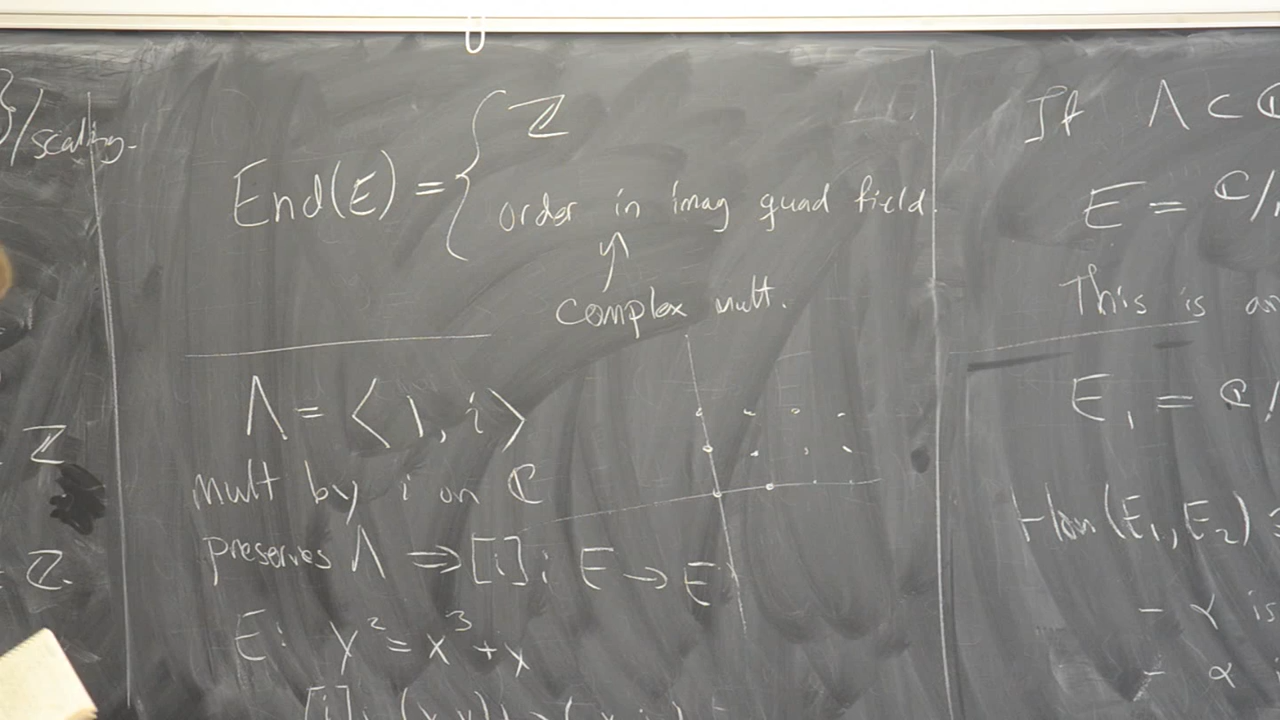 }/scaling.
Z
Z.
End(E) = { ℤ
order in imag quad field.
↑
complex mult.
Λ = ⟨1, i⟩
mult by i on ℂ
preserves Λ ⇒ [i]: E → E
E: y² = x³ + x
If Λ ⊂ ℂ
E = ℂ/
This is an
E₁ = ℂ/
Hom(E₁, E₂)
- γ is
- α